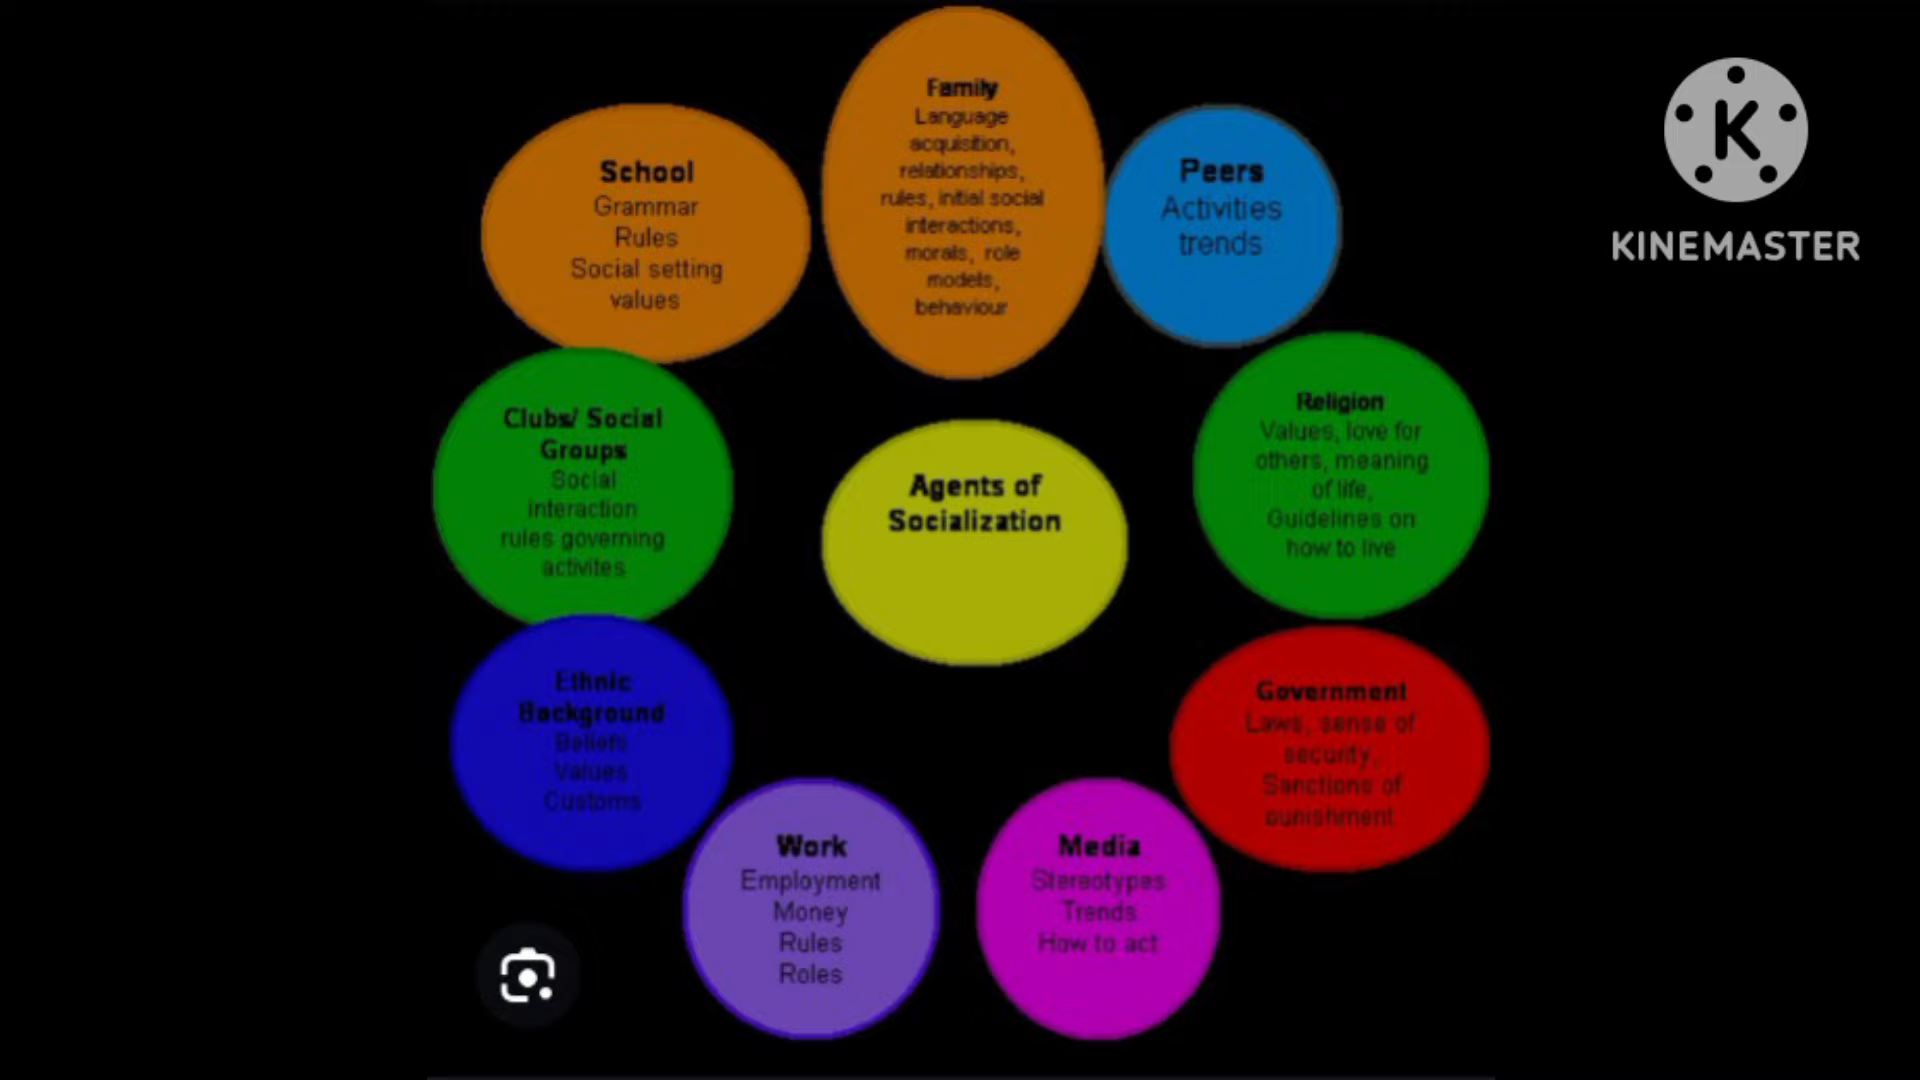 Family
Language
acquisition,
relationships,
rules, initial social
interactions,
morals, role
models,
behaviour
School
Grammar
Rules
Social setting
values
Peers
Activities
trends
Clubs/ Social
Groups
Social
interaction
rules governing
activites
Agents of
Socialization
Religion
Values, love for
others, meaning
of life,
Guidelines on
how to live
Ethnic
Background
Beliefs
Values
Customs
Government
Laws, sense of
security,
Sanctions of
punishment
Work
Employment
Money
Rules
Roles
Media
Stereotypes
Trends
How to act
K
KINEMASTER